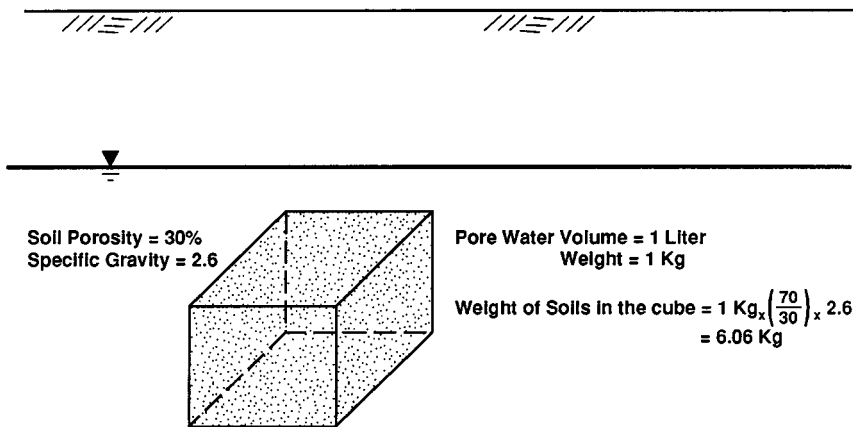 Soil Porosity = 30%
Specific Gravity = 2.6
Pore Water Volume = 1 Liter
Weight = 1 Kg
Weight of Soils in the cube = 1 Kg x (70/30) x 2.6
= 6.06 Kg